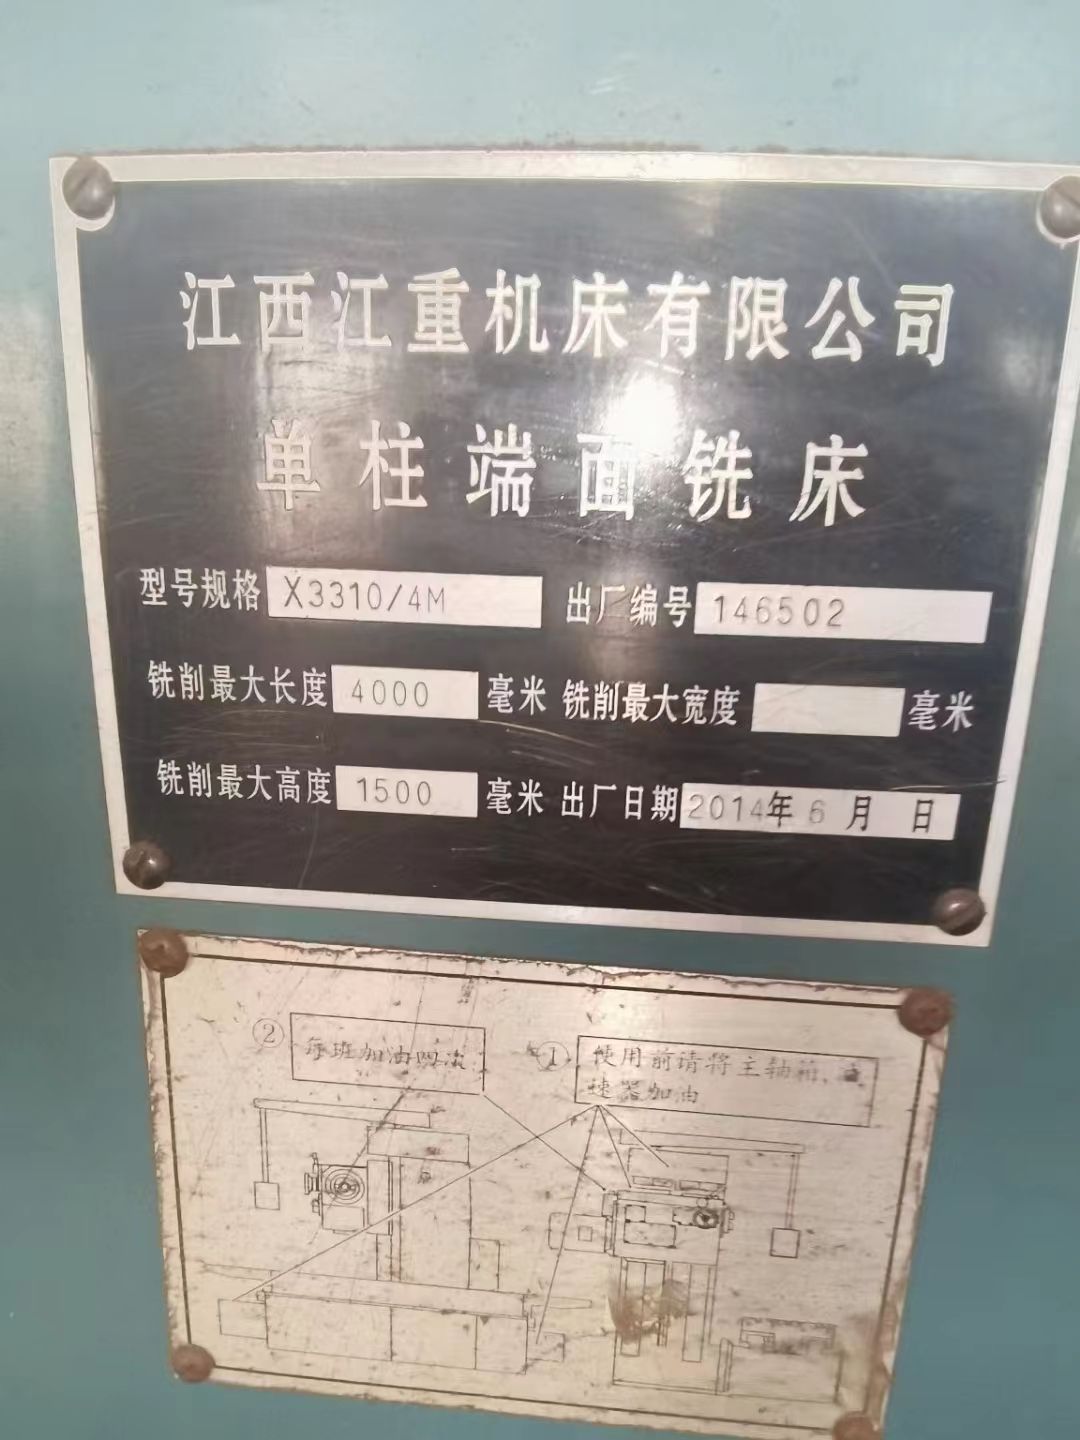 江西江重机床有限公司
单柱端面铣床
型号规格 X3310/4M 出厂编号 146502
铣削最大长度 4000 毫米 铣削最大宽度 毫米
铣削最大高度 1500 毫米 出厂日期 2014年 6 月 日
② 每班加油四次
① 使用前请将主轴箱、
速器加油